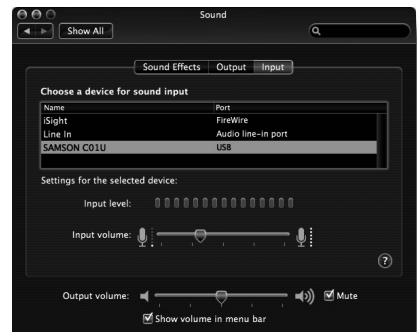 Sound
Show All
Sound Effects Output Input
Choose a device for sound input
Name Port
iSight FireWire
Line In Audio line-in port
SAMSON C01U USB
Settings for the selected device:
Input level:
Input volume:
?
Output volume: Mute
Show volume in menu bar